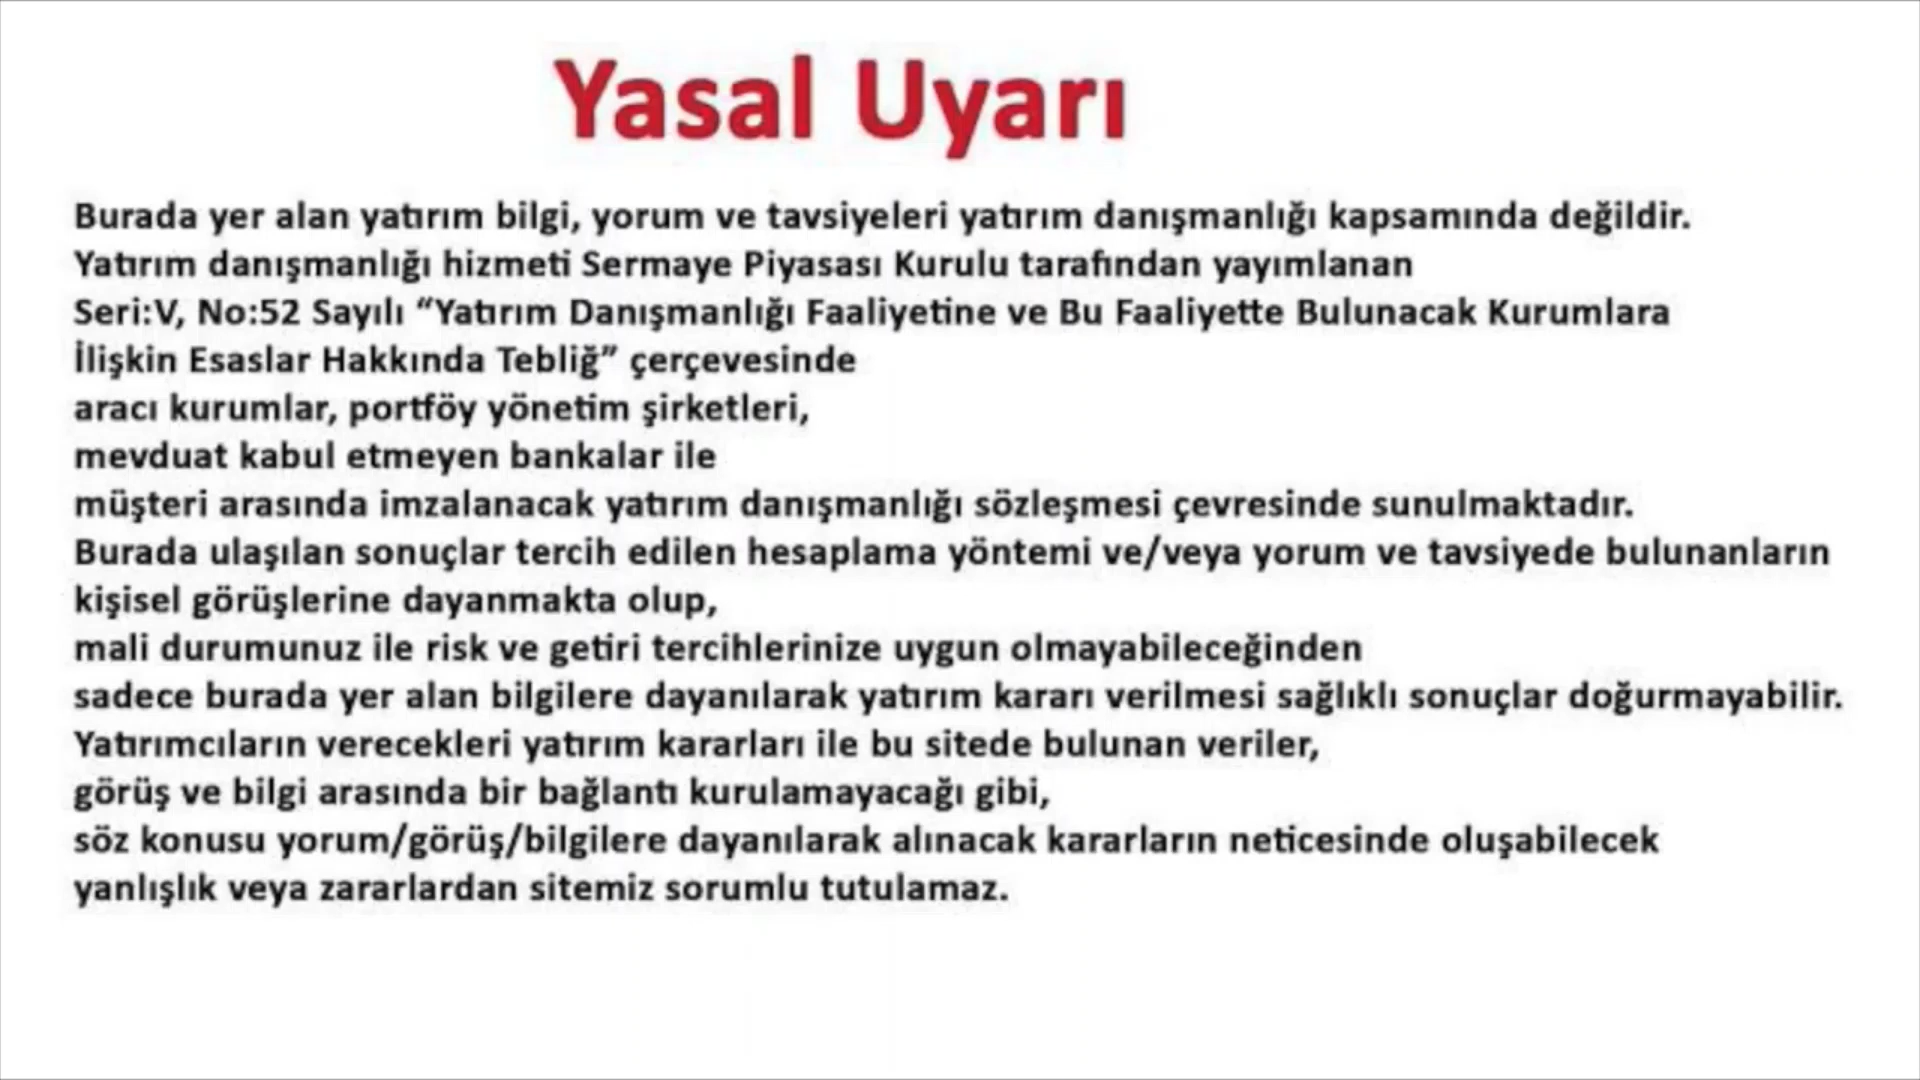 Yasal Uyarı
Burada yer alan yatırım bilgi, yorum ve tavsiyeleri yatırım danışmanlığı kapsamında değildir.
Yatırım danışmanlığı hizmeti Sermaye Piyasası Kurulu tarafından yayımlanan
Seri:V, No:52 Sayılı “Yatırım Danışmanlığı Faaliyetine ve Bu Faaliyette Bulunacak Kurumlara
İlişkin Esaslar Hakkında Tebliğ” çerçevesinde
aracı kurumlar, portföy yönetim şirketleri,
mevduat kabul etmeyen bankalar ile
müşteri arasında imzalanacak yatırım danışmanlığı sözleşmesi çevresinde sunulmaktadır.
Burada ulaşılan sonuçlar tercih edilen hesaplama yöntemi ve/veya yorum ve tavsiyede bulunanların
kişisel görüşlerine dayanmakta olup,
mali durumunuz ile risk ve getiri tercihlerinize uygun olmayabileceğinden
sadece burada yer alan bilgilere dayanılarak yatırım kararı verilmesi sağlıklı sonuçlar doğurmayabilir.
Yatırımcıların verecekleri yatırım kararları ile bu sitede bulunan veriler,
görüş ve bilgi arasında bir bağlantı kurulamayacağı gibi,
söz konusu yorum/görüş/bilgilere dayanılarak alınacak kararların neticesinde oluşabilecek
yanlışlık veya zararlardan sitemiz sorumlu tutulamaz.